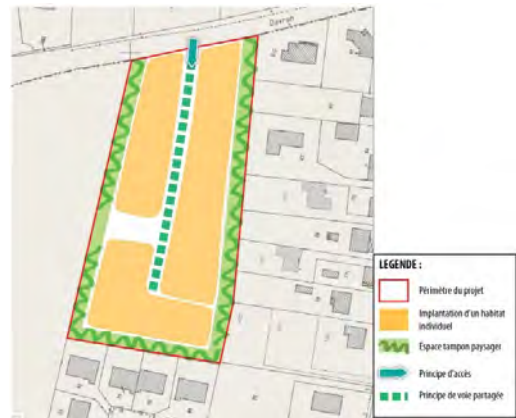 LEGENDE :
Périmètre du projet
Implantation d'un habitat
individuel
Espace tampon paysager
Principe d'accès
Principe de voie partagée